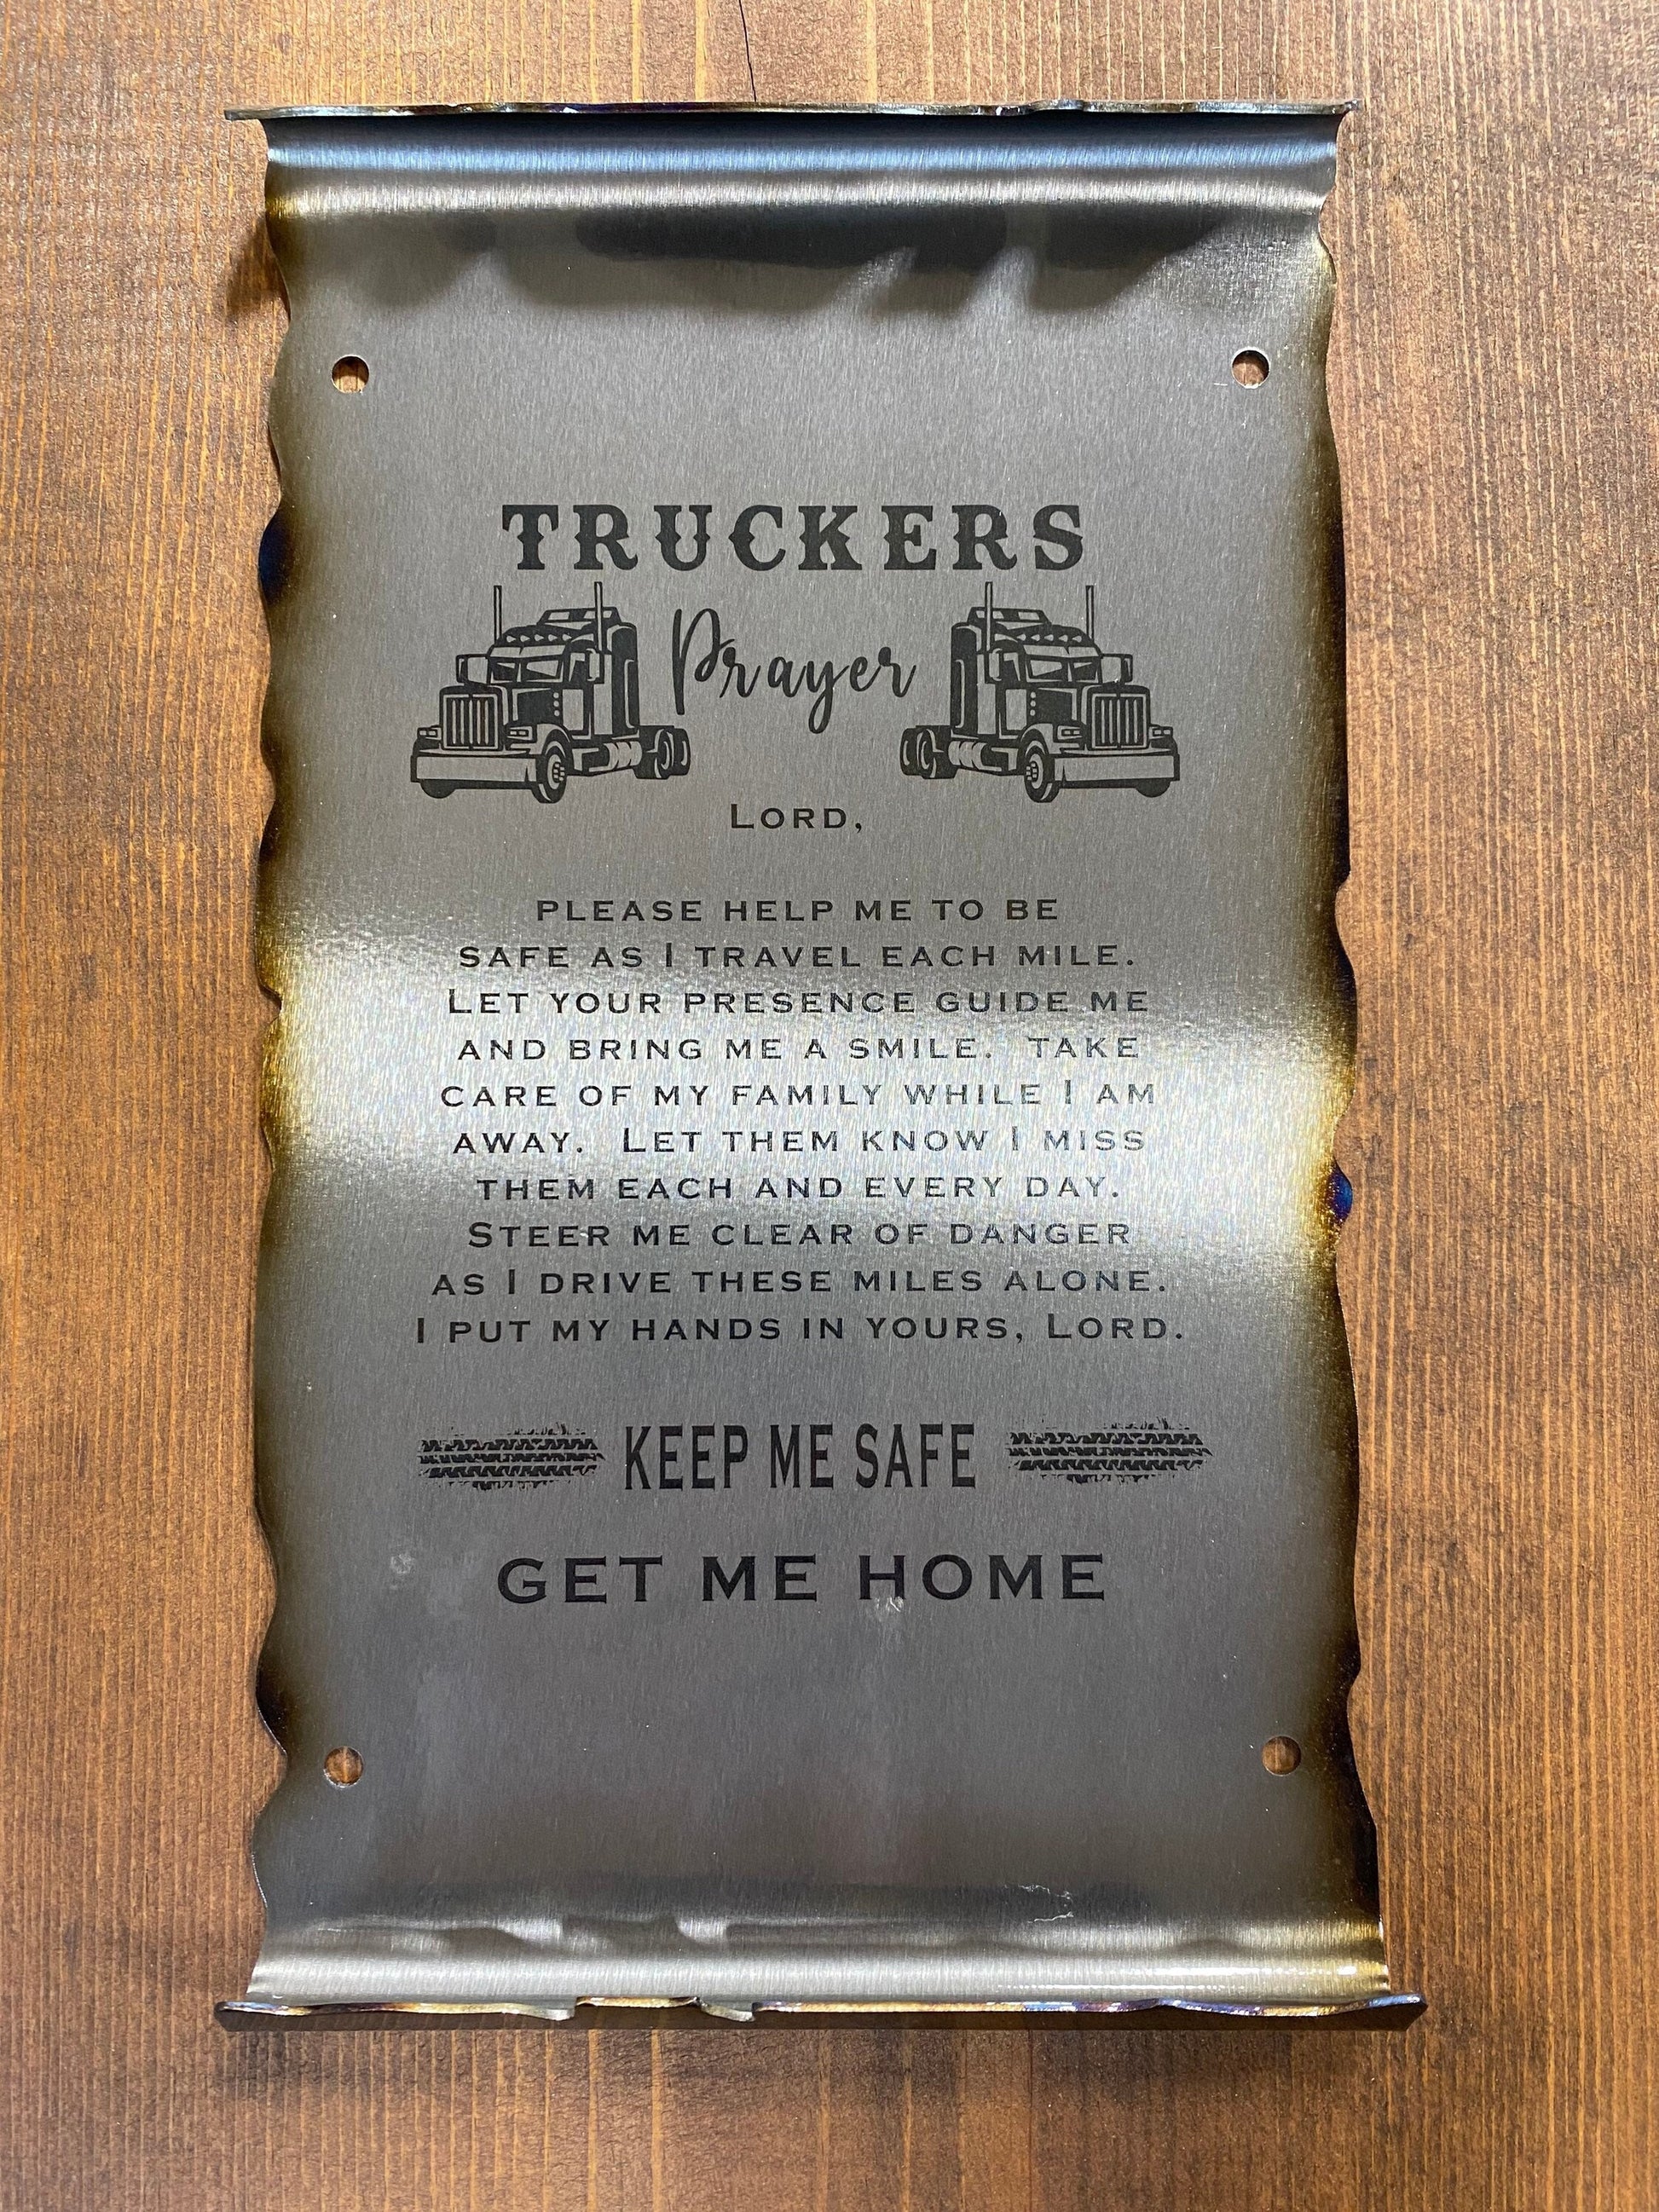 TRUCKERS
Prayer
LORD,
PLEASE HELP ME TO BE
SAFE AS I TRAVEL EACH MILE.
LET YOUR PRESENCE GUIDE ME
AND BRING ME A SMILE. TAKE
CARE OF MY FAMILY WHILE I AM
AWAY. LET THEM KNOW I MISS
THEM EACH AND EVERY DAY.
STEER ME CLEAR OF DANGER
AS I DRIVE THESE MILES ALONE.
I PUT MY HANDS IN YOURS, LORD.
KEEP ME SAFE
GET ME HOME